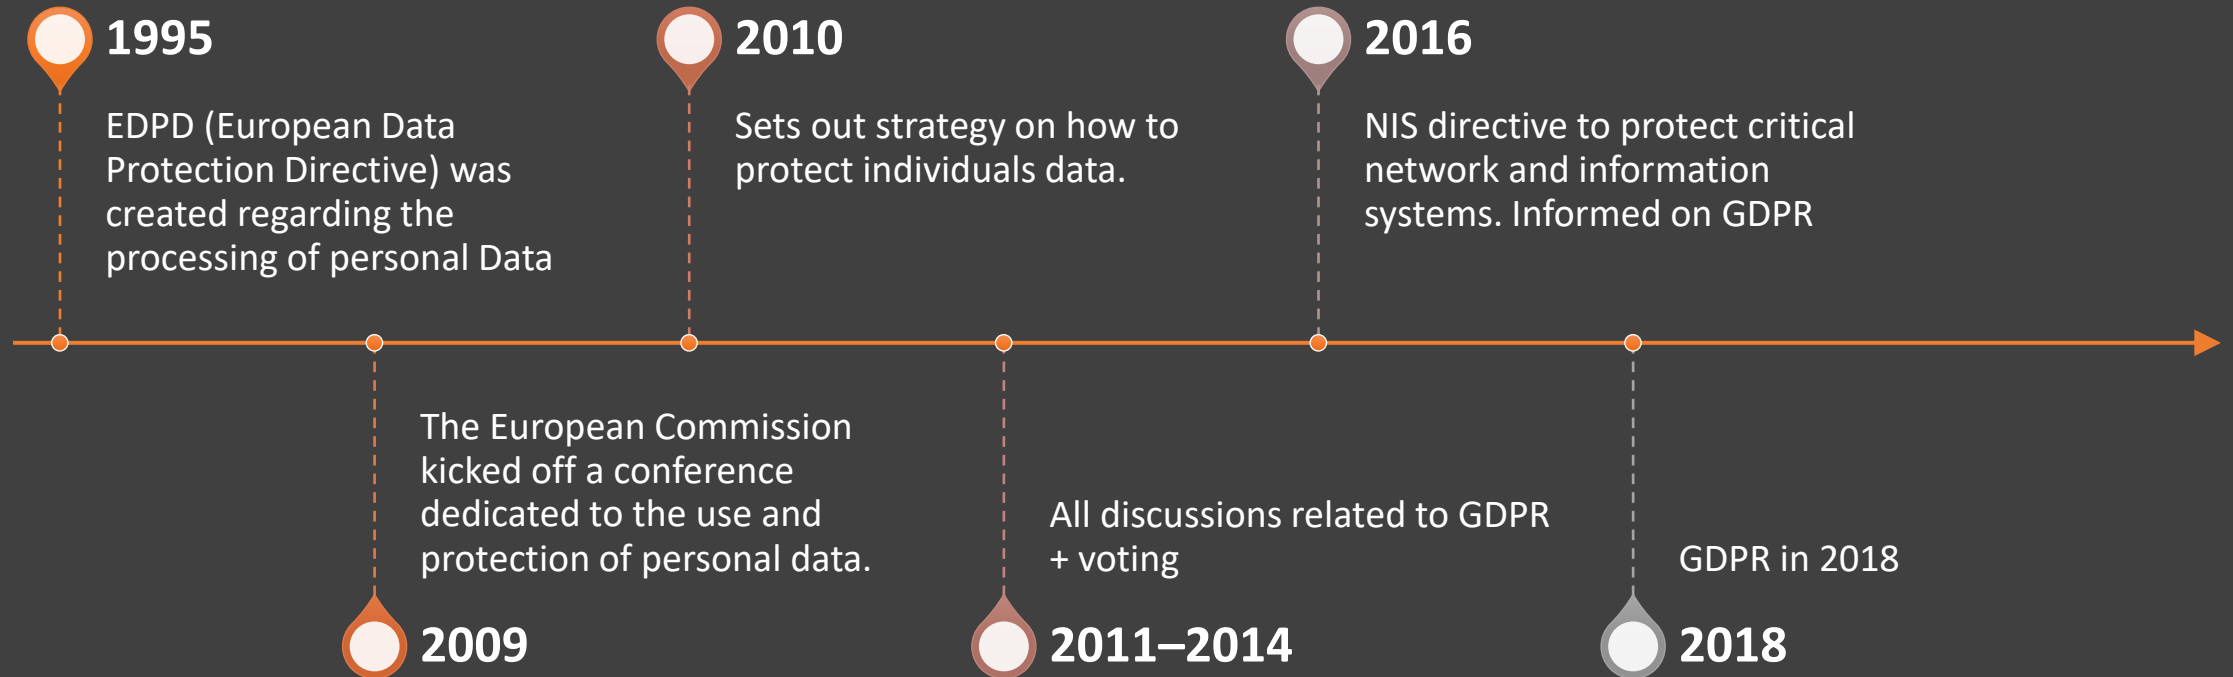 1995
EDPD (European Data
Protection Directive) was
created regarding the
processing of personal Data
The European Commission
kicked off a conference
dedicated to the use and
protection of personal data.
2009
2010
Sets out strategy on how to
protect individuals data.
All discussions related to GDPR
+ voting
2011–2014
2016
NIS directive to protect critical
network and information
systems. Informed on GDPR
GDPR in 2018
2018